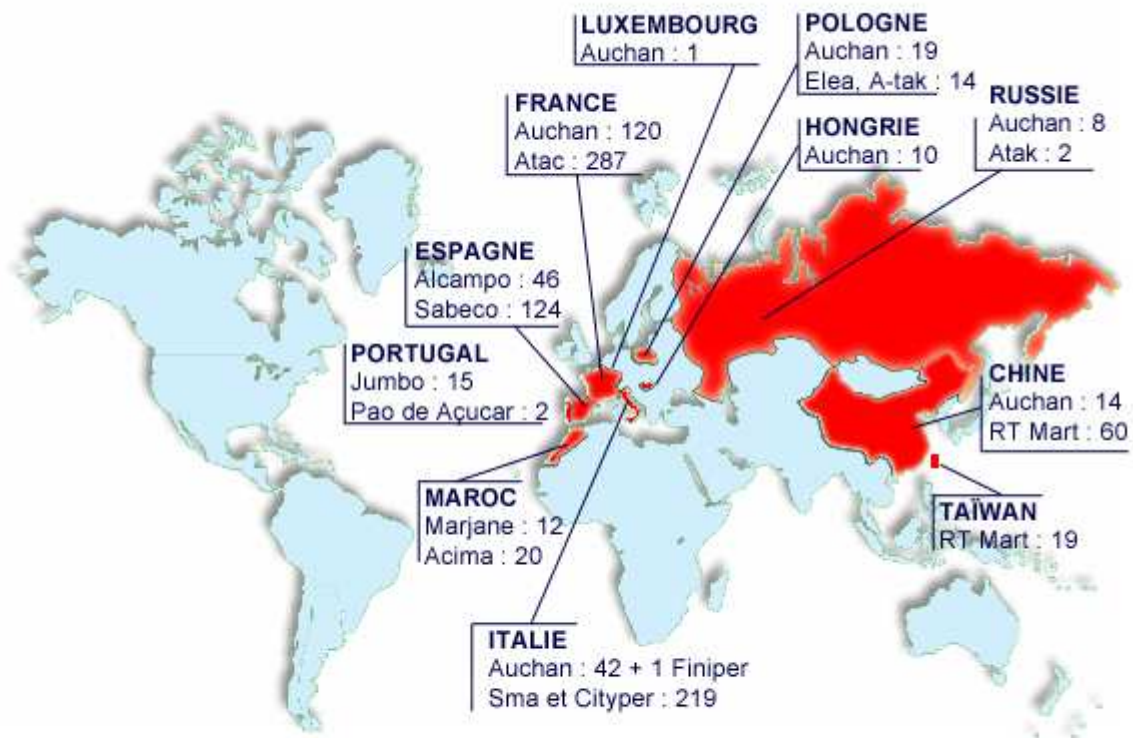 LUXEMBOURG
Auchan : 1
POLOGNE
Auchan : 19
Elea, A-tak : 14
FRANCE
Auchan : 120
Atac : 287
HONGRIE
Auchan : 10
RUSSIE
Auchan : 8
Atak : 2
ESPAGNE
Alcampo : 46
Sabeco : 124
PORTUGAL
Jumbo : 15
Pao de Açucar : 2
CHINE
Auchan : 14
RT Mart : 60
MAROC
Marjane : 12
Acima : 20
TAÏWAN
RT Mart : 19
ITALIE
Auchan : 42 + 1 Finiper
Sma et Cityper : 219